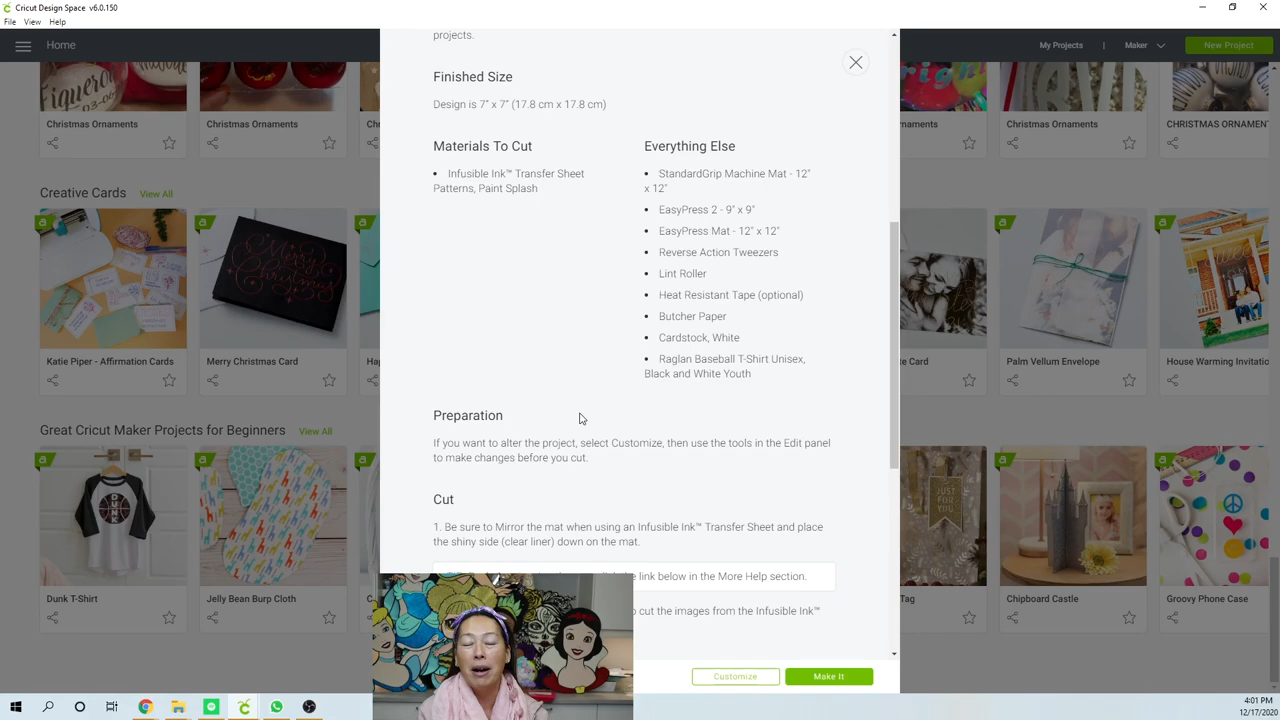 Cricut Design Space v6.0.150
File View Help
Home
My Projects | Maker New Project
projects.
Finished Size
Design is 7" x 7" (17.8 cm x 17.8 cm)
Materials To Cut
• Infusible Ink™ Transfer Sheet
Patterns, Paint Splash
Everything Else
• StandardGrip Machine Mat - 12"
x 12"
• EasyPress 2 - 9" x 9"
• EasyPress Mat - 12" x 12"
• Reverse Action Tweezers
• Lint Roller
• Heat Resistant Tape (optional)
• Butcher Paper
• Cardstock, White
• Raglan Baseball T-Shirt Unisex,
Black and White Youth
Preparation
If you want to alter the project, select Customize, then use the tools in the Edit panel
to make changes before you cut.
Cut
1. Be sure to Mirror the mat when using an Infusible Ink™ Transfer Sheet and place
the shiny side (clear liner) down on the mat.
link below in the More Help section.
cut the images from the Infusible Ink™
Customize Make It
Christmas Ornaments
Christmas Ornaments
Christmas Ornaments
CHRISTMAS ORNAMEN
Creative Cards View All
Merry Christmas
Katie Piper - Affirmation Cards
Merry Christmas Card
Palm Vellum Envelope
House Warming Invitatio
Great Cricut Maker Projects for Beginners View All
DUNK
JUST
FOR
YOU
Dunk T-Shirt
Jelly Bean Burp Cloth
Tag
Chipboard Castle
Groovy Phone Case
4:01 PM
12/17/2020